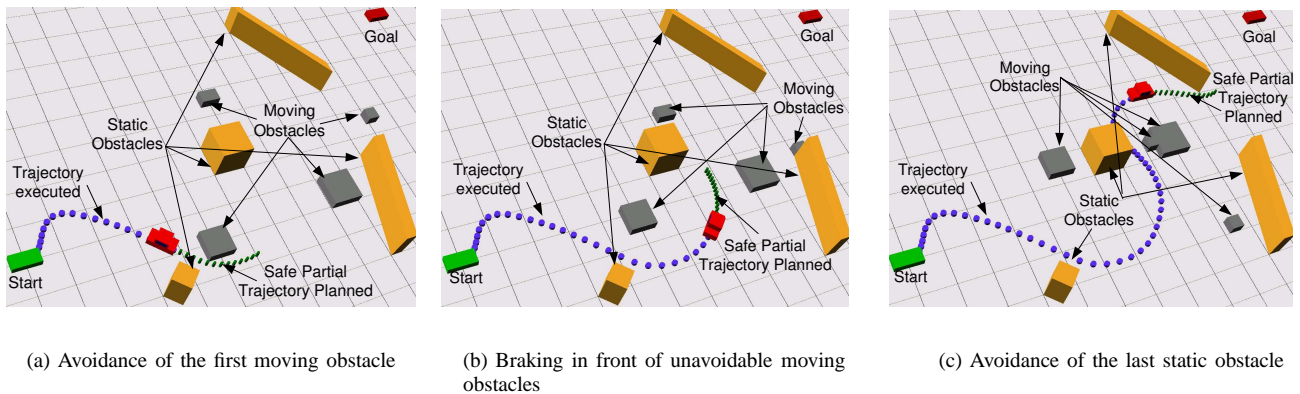 Goal
Moving
Obstacles
Static
Obstacles
Trajectory
executed
Safe Partial
Trajectory Planned
Start
(a) Avoidance of the first moving obstacle
Goal
Moving
Obstacles
Static
Obstacles
Trajectory
executed
Safe Partial
Trajectory Planned
Start
(b) Braking in front of unavoidable moving
obstacles
Goal
Moving
Obstacles
Safe Partial
Trajectory
Planned
Trajectory
executed
Static
Obstacles
Start
(c) Avoidance of the last static obstacle